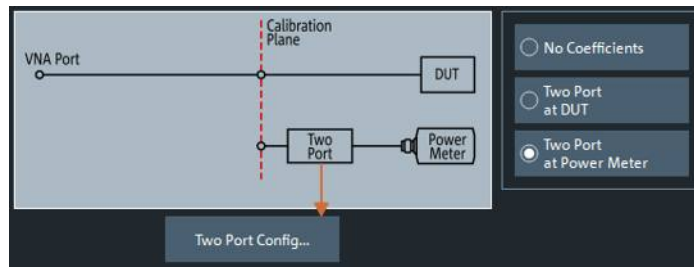 Calibration
Plane
VNA Port
DUT
Two
Port
Power
Meter
Two Port Config...
No Coefficients
Two Port
at DUT
Two Port
at Power Meter